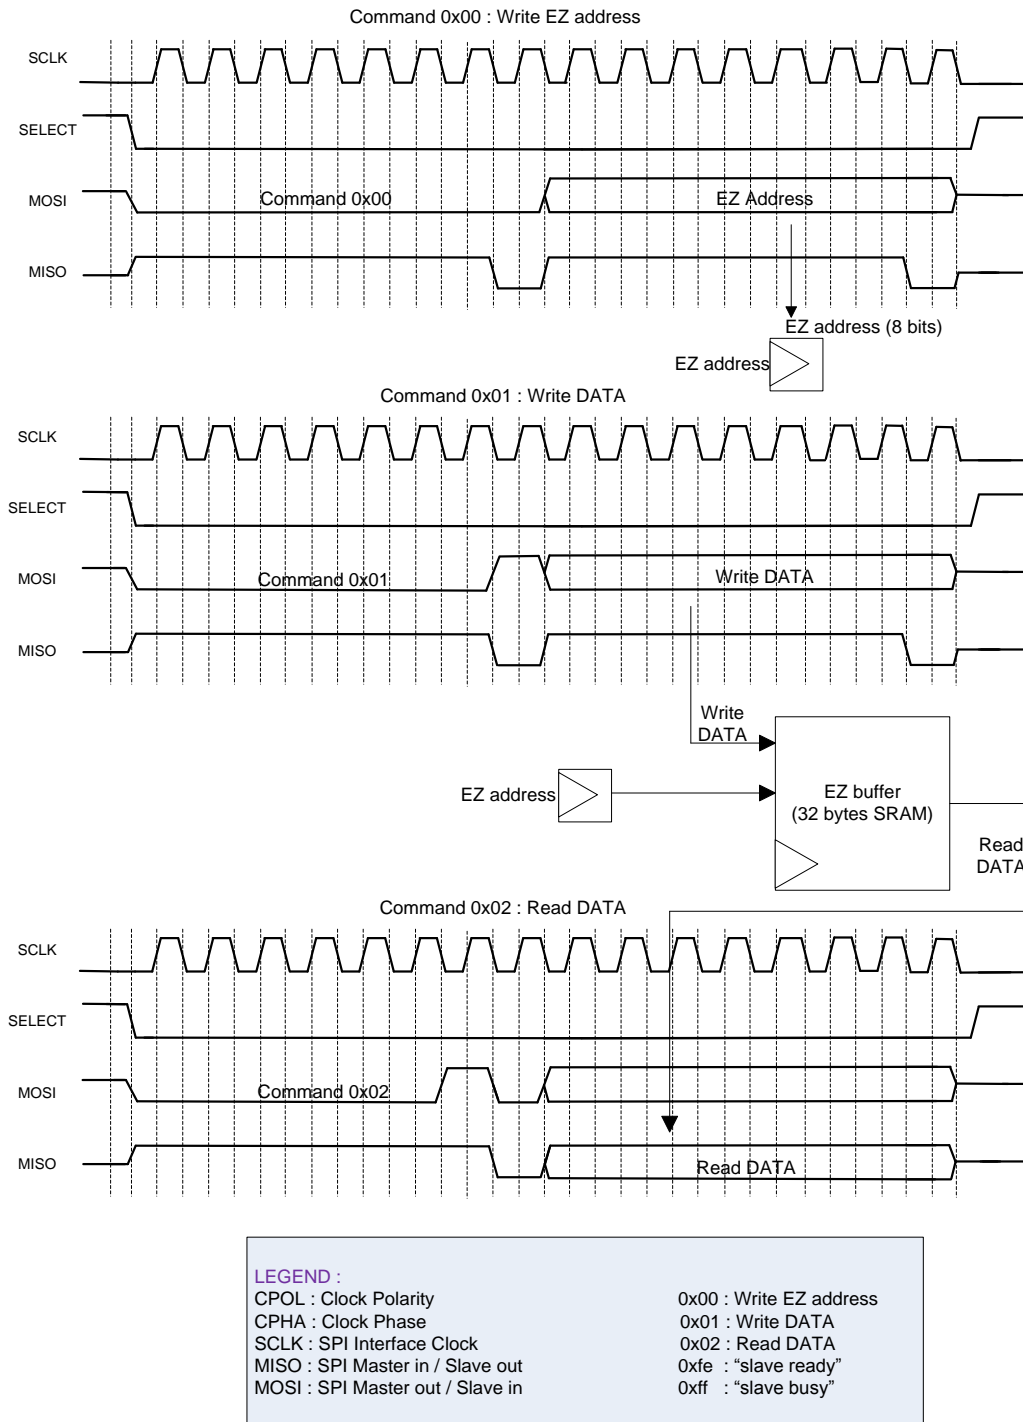 Command 0x00 : Write EZ address
SCLK
SELECT
MOSI
Command 0x00
EZ Address
MISO
EZ address (8 bits)
EZ address
Command 0x01 : Write DATA
SCLK
SELECT
MOSI
Command 0x01
Write DATA
MISO
Write
DATA
EZ address
EZ buffer
(32 bytes SRAM)
Read
DATA
Command 0x02 : Read DATA
SCLK
SELECT
MOSI
Command 0x02
MISO
Read DATA
LEGEND :
CPOL : Clock Polarity
CPHA : Clock Phase
SCLK : SPI Interface Clock
MISO : SPI Master in / Slave out
MOSI : SPI Master out / Slave in
0x00 : Write EZ address
0x01 : Write DATA
0x02 : Read DATA
0xfe : “slave ready”
0xff : “slave busy”